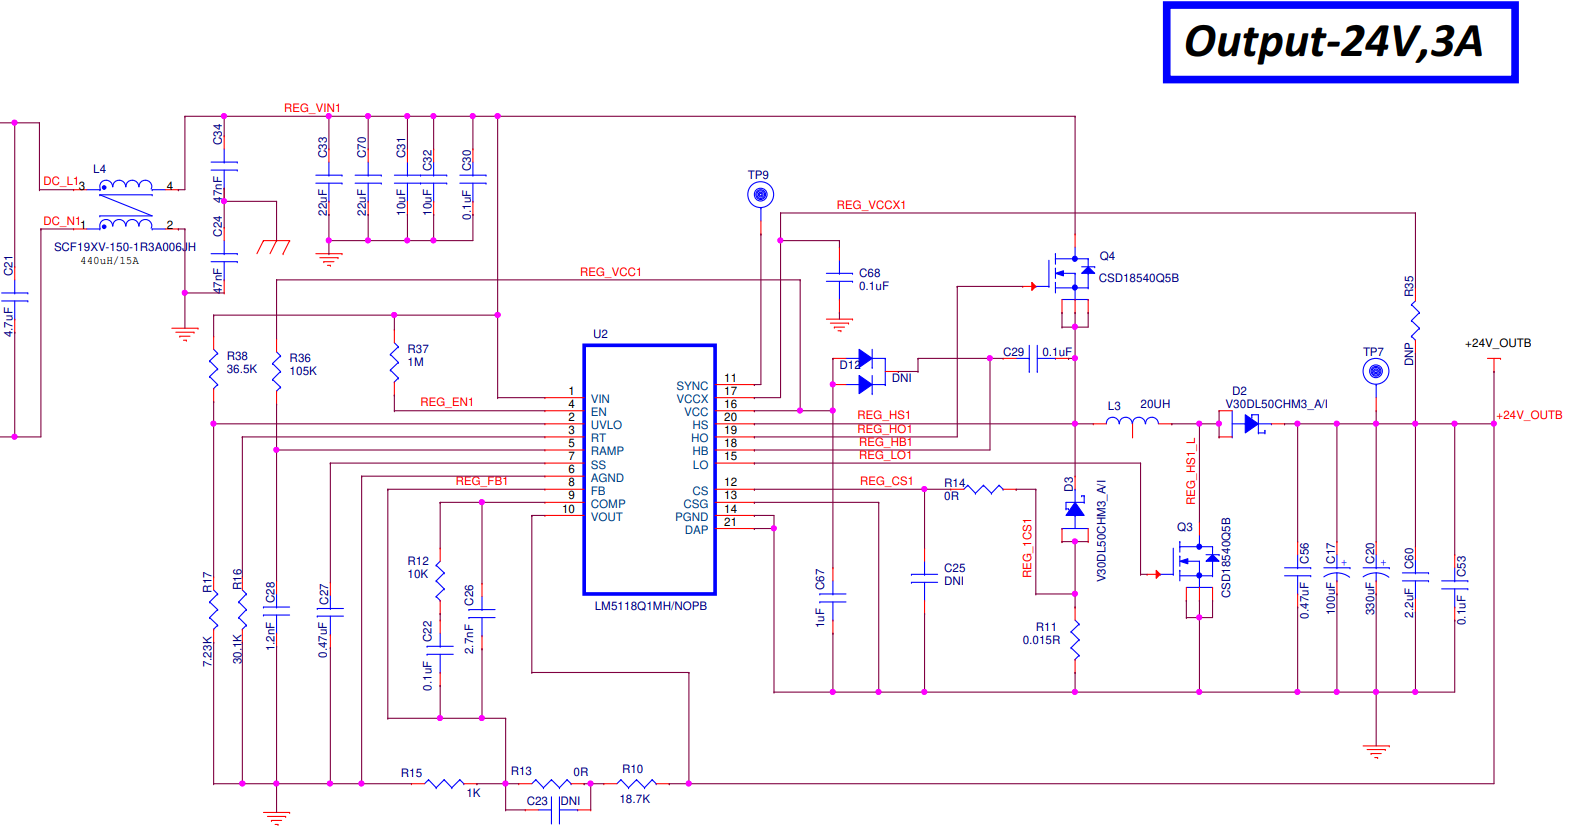 Output-24V,3A
REG_VIN1
C34
47nF
C33
22uF
C70
22uF
C31
10uF
C32
10uF
C30
0.1uF
L4
DC_L1
3
4
DC_N1
1
2
SCF19XV-150-1R3A006JH
440uH/15A
C24
47nF
C21
4.7uF
TP9
REG_VCCX1
REG_VCC1
C68
0.1uF
Q4
CSD18540Q5B
R35
DNP
R38
36.5K
R36
105K
R37
1M
REG_EN1
U2
1
4
2
3
5
7
6
8
9
10
VIN
EN
UVLO
RT
RAMP
SS
AGND
FB
COMP
VOUT
SYNC
VCCX
VCC
HS
HO
HB
LO
CS
CSG
PGND
DAP
11
17
16
20
19
18
15
12
13
14
21
LM5118Q1MH/NOPB
D12
DNI
C29
0.1uF
TP7
+24V_OUTB
+24V_OUTB
REG_HS1
REG_HO1
REG_HB1
REG_LO1
REG_CS1
L3
20UH
D2
V30DL50CHM3_A/I
REG_HS1_L
REG_FB1
R14
0R
REG_1CS1
D3
V30DL50CHM3_A/I
Q3
CSD18540Q5B
R12
10K
C26
2.7nF
C22
0.1uF
R17
7.23K
R16
30.1K
C28
1.2nF
C27
0.47uF
C67
1uF
C25
DNI
R11
0.015R
C56
0.47uF
C17
+
100uF
C20
+
330uF
C60
2.2uF
C53
0.1uF
R15
1K
R13
0R
C23
DNI
R10
18.7K